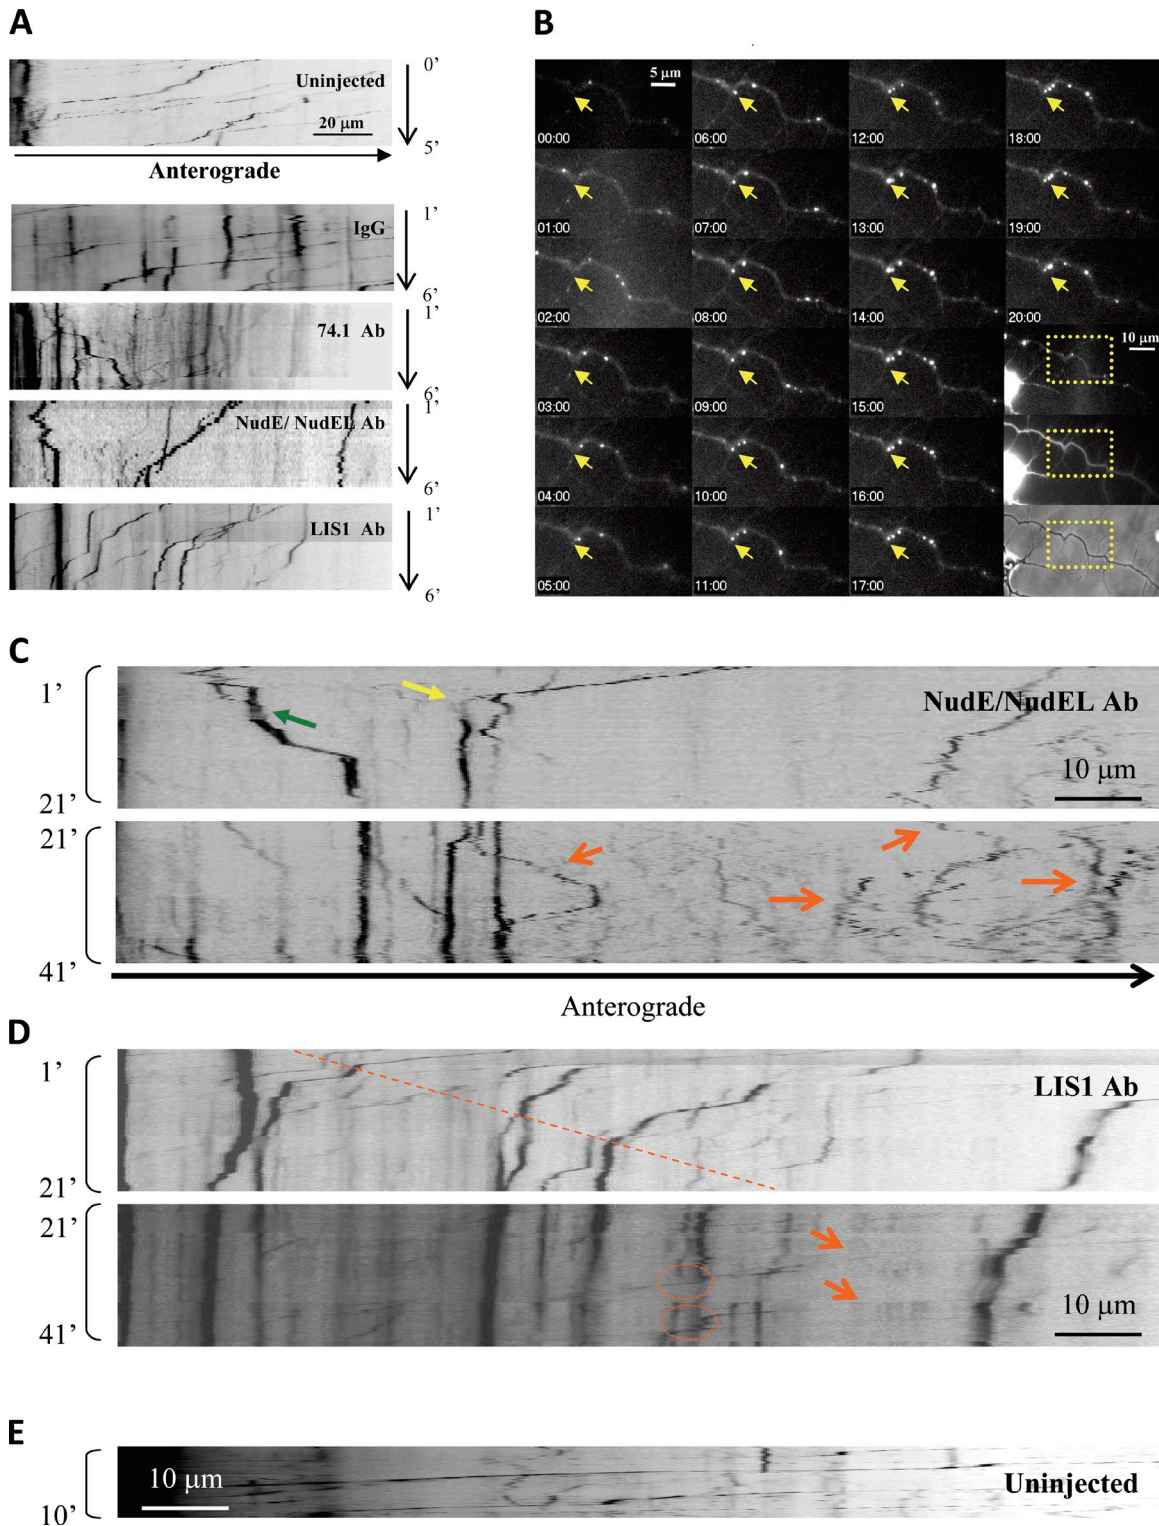 A
Uninjected
20 μm
0’
5’
Anterograde
IgG
1’
6’
74.1 Ab
1’
6’
NudE/ NudEL Ab
1’
6’
LIS1 Ab
1’
6’
B
5 μm
00:00
06:00
12:00
18:00
01:00
07:00
13:00
19:00
02:00
08:00
14:00
20:00
03:00
09:00
15:00
10 μm
04:00
10:00
16:00
05:00
11:00
17:00
C
1’
21’
NudE/NudEL Ab
10 μm
21’
41’
Anterograde
D
1’
21’
LIS1 Ab
21’
41’
10 μm
E
10 μm
10’
Uninjected